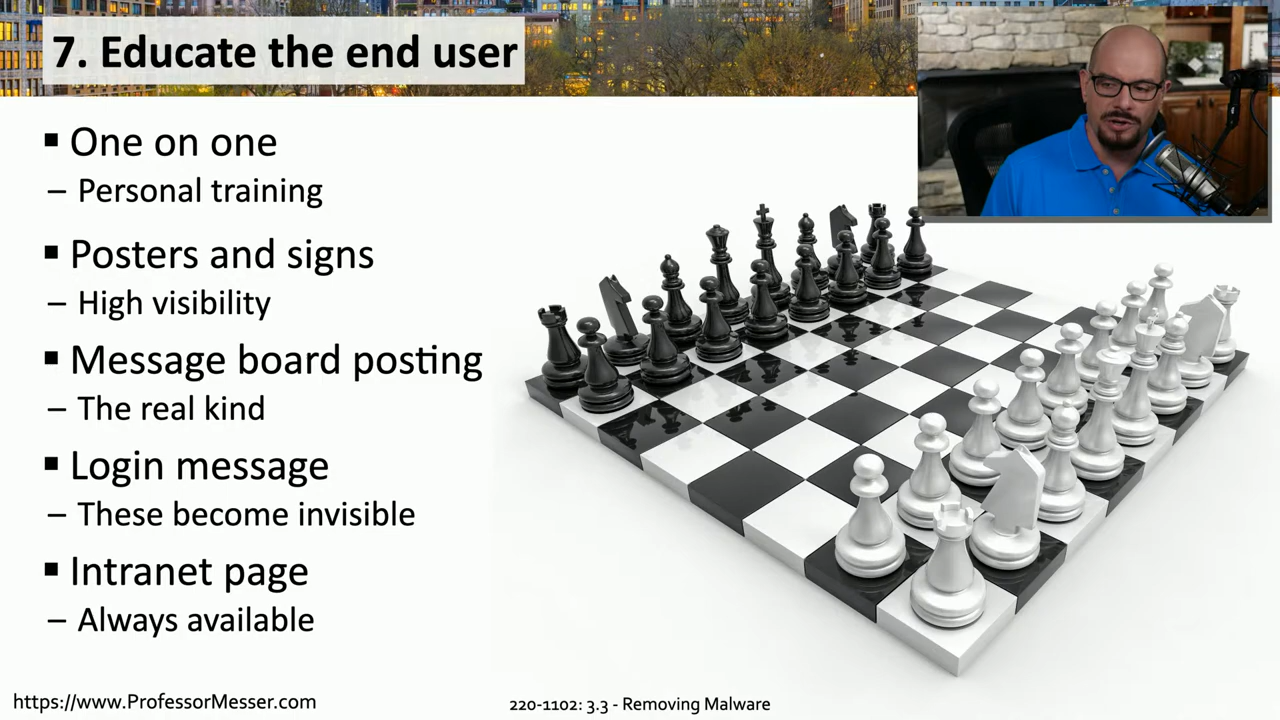 7. Educate the end user
▪ One on one
– Personal training
▪ Posters and signs
– High visibility
▪ Message board posting
– The real kind
▪ Login message
– These become invisible
▪ Intranet page
– Always available
https://www.ProfessorMesser.com
220-1102: 3.3 - Removing Malware